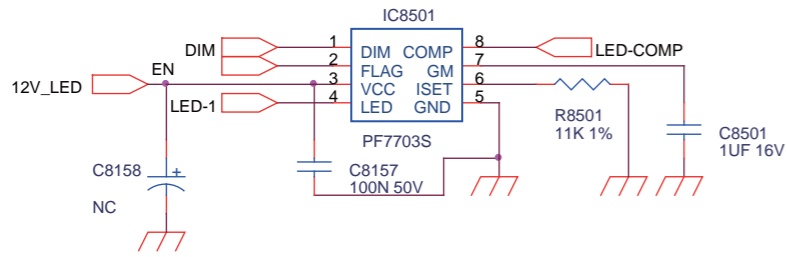 IC8501
DIM
1
DIM
COMP
8
LED-COMP
2
FLAG
GM
7
12V_LED
EN
3
VCC
ISET
6
LED-1
4
LED
GND
5
PF7703S
R8501
11K 1%
C8501
1UF 16V
C8158
+
NC
C8157
100N 50V